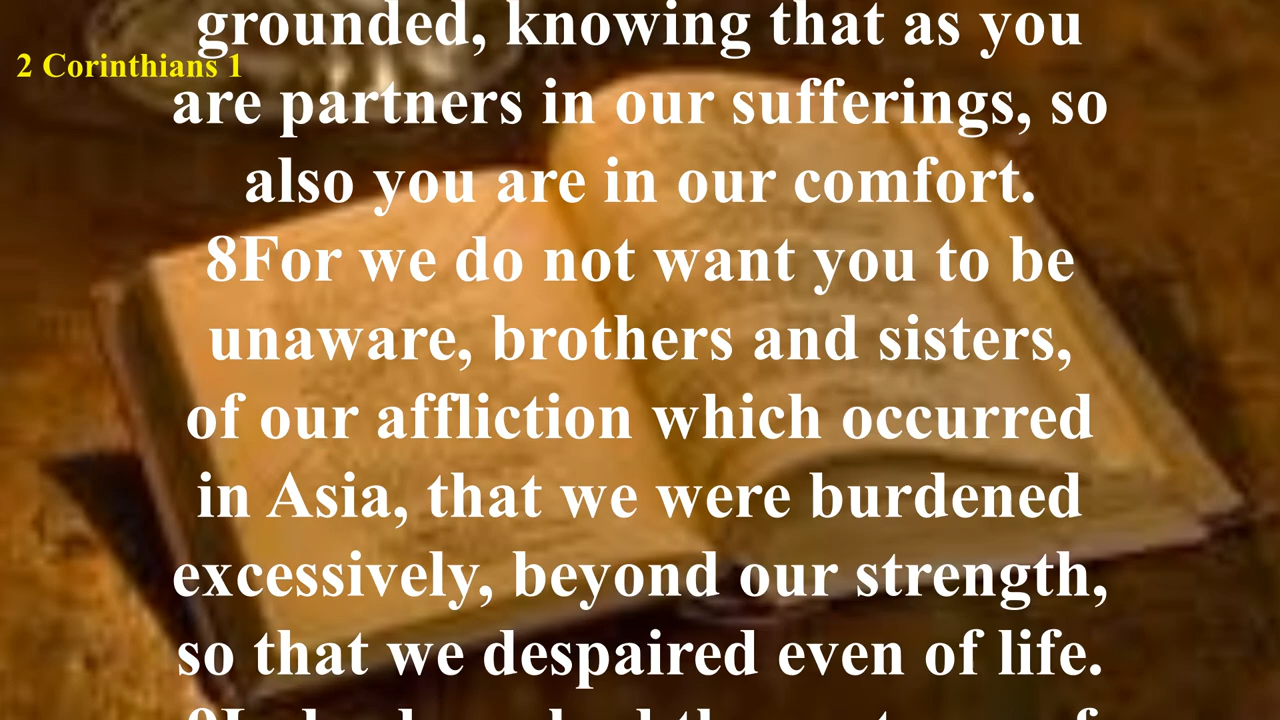 2 Corinthians 1
grounded, knowing that as you
are partners in our sufferings, so
also you are in our comfort.
8For we do not want you to be
unaware, brothers and sisters,
of our affliction which occurred
in Asia, that we were burdened
excessively, beyond our strength,
so that we despaired even of life.